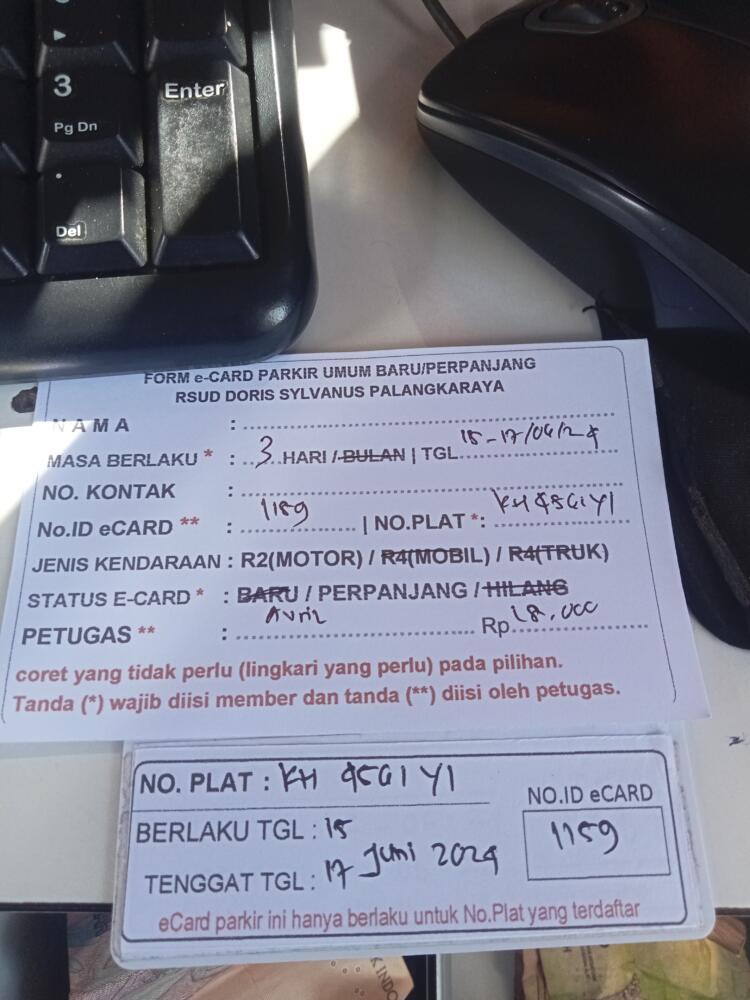 3
Pg Dn
Enter
.
Del
FORM e-CARD PARKIR UMUM BARU/PERPANJANG
RSUD DORIS SYLVANUS PALANGKARAYA
NAMA :
MASA BERLAKU * : 3 HARI / BULAN | TGL 15-17/06/24
NO. KONTAK :
No.ID eCARD ** : 1159 | NO.PLAT *: KH
JENIS KENDARAAN : R2(MOTOR) / R4(MOBIL) / R4(TRUK)
STATUS E-CARD * : BARU / PERPANJANG / HILANG
PETUGAS ** : Avril Rp 18.000
coret yang tidak perlu (lingkari yang perlu) pada pilihan.
Tanda (*) wajib diisi member dan tanda (**) diisi oleh petugas.
NO. PLAT : KH
NO.ID eCARD
BERLAKU TGL : 15
1159
TENGGAT TGL : 17 Juni 2024
eCard parkir ini hanya berlaku untuk No.Plat yang terdaftar